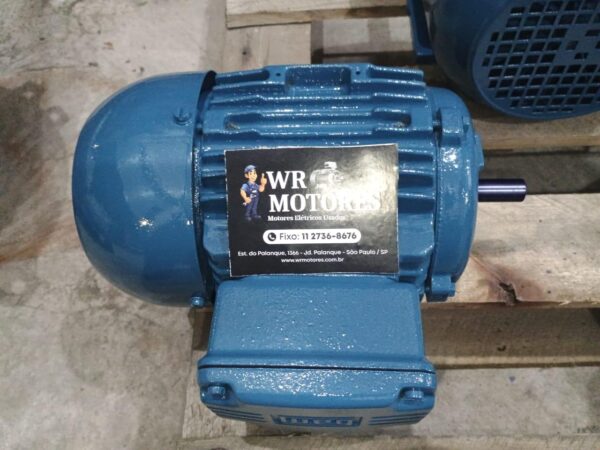 WR
MOTORES
Motores Elétricos Usados
Fixo: 11 2736-8676
Est. do Palanque, 1366 - Jd. Palanque - São Paulo / SP
www.wrmotores.com.br
WEG